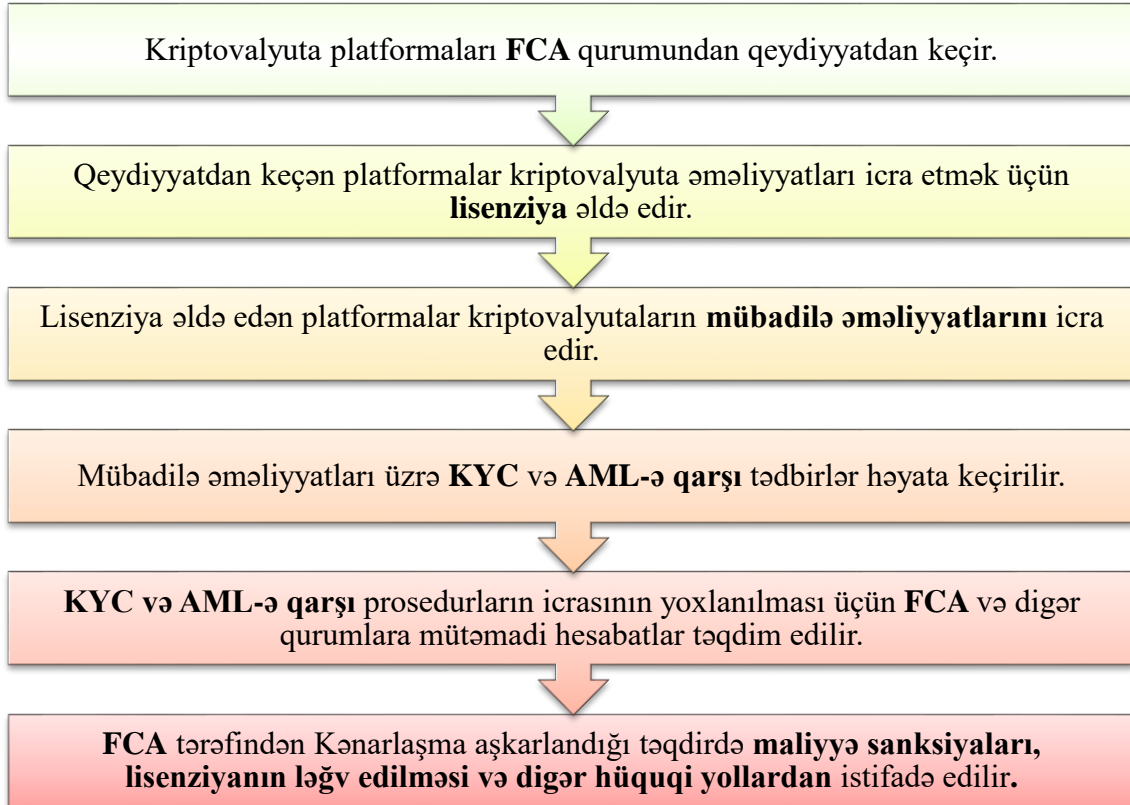 Kriptovalyuta platformaları FCA qurumundan qeydiyyatdan keçir.
Qeydiyyatdan keçən platformalar kriptovalyuta əməliyyatları icra etmək üçün
lisenziya əldə edir.
Lisenziya əldə edən platformalar kriptovalyutaların mübadilə əməliyyatlarını icra
edir.
Mübadilə əməliyyatları üzrə KYC və AML-ə qarşı tədbirlər həyata keçirilir.
KYC və AML-ə qarşı prosedurların icrasının yoxlanılması üçün FCA və digər
qurumlara mütəmadi hesabatlar təqdim edilir.
FCA tərəfindən Kənarlaşma aşkarlandığı təqdirdə maliyyə sanksiyaları,
lisenziyanın ləğv edilməsi və digər hüquqi yollardan istifadə edilir.